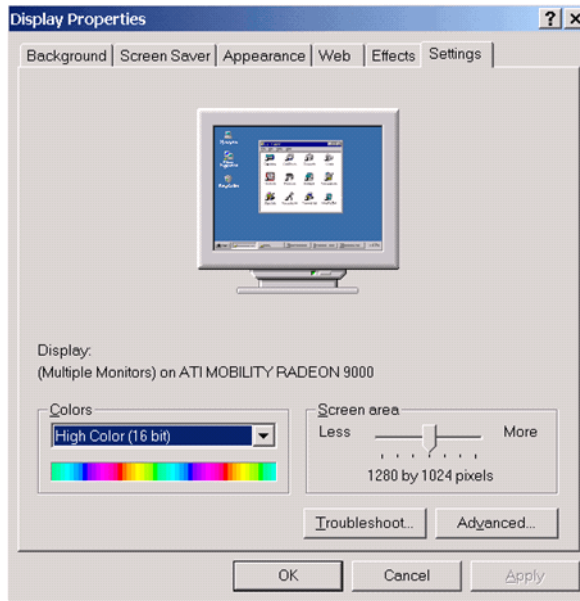 Display Properties
Background Screen Saver Appearance Web Effects Settings
Display:
(Multiple Monitors) on ATI MOBILITY RADEON 9000
Colors
High Color (16 bit)
Screen area
Less More
1280 by 1024 pixels
Troubleshoot... Advanced...
OK Cancel Apply